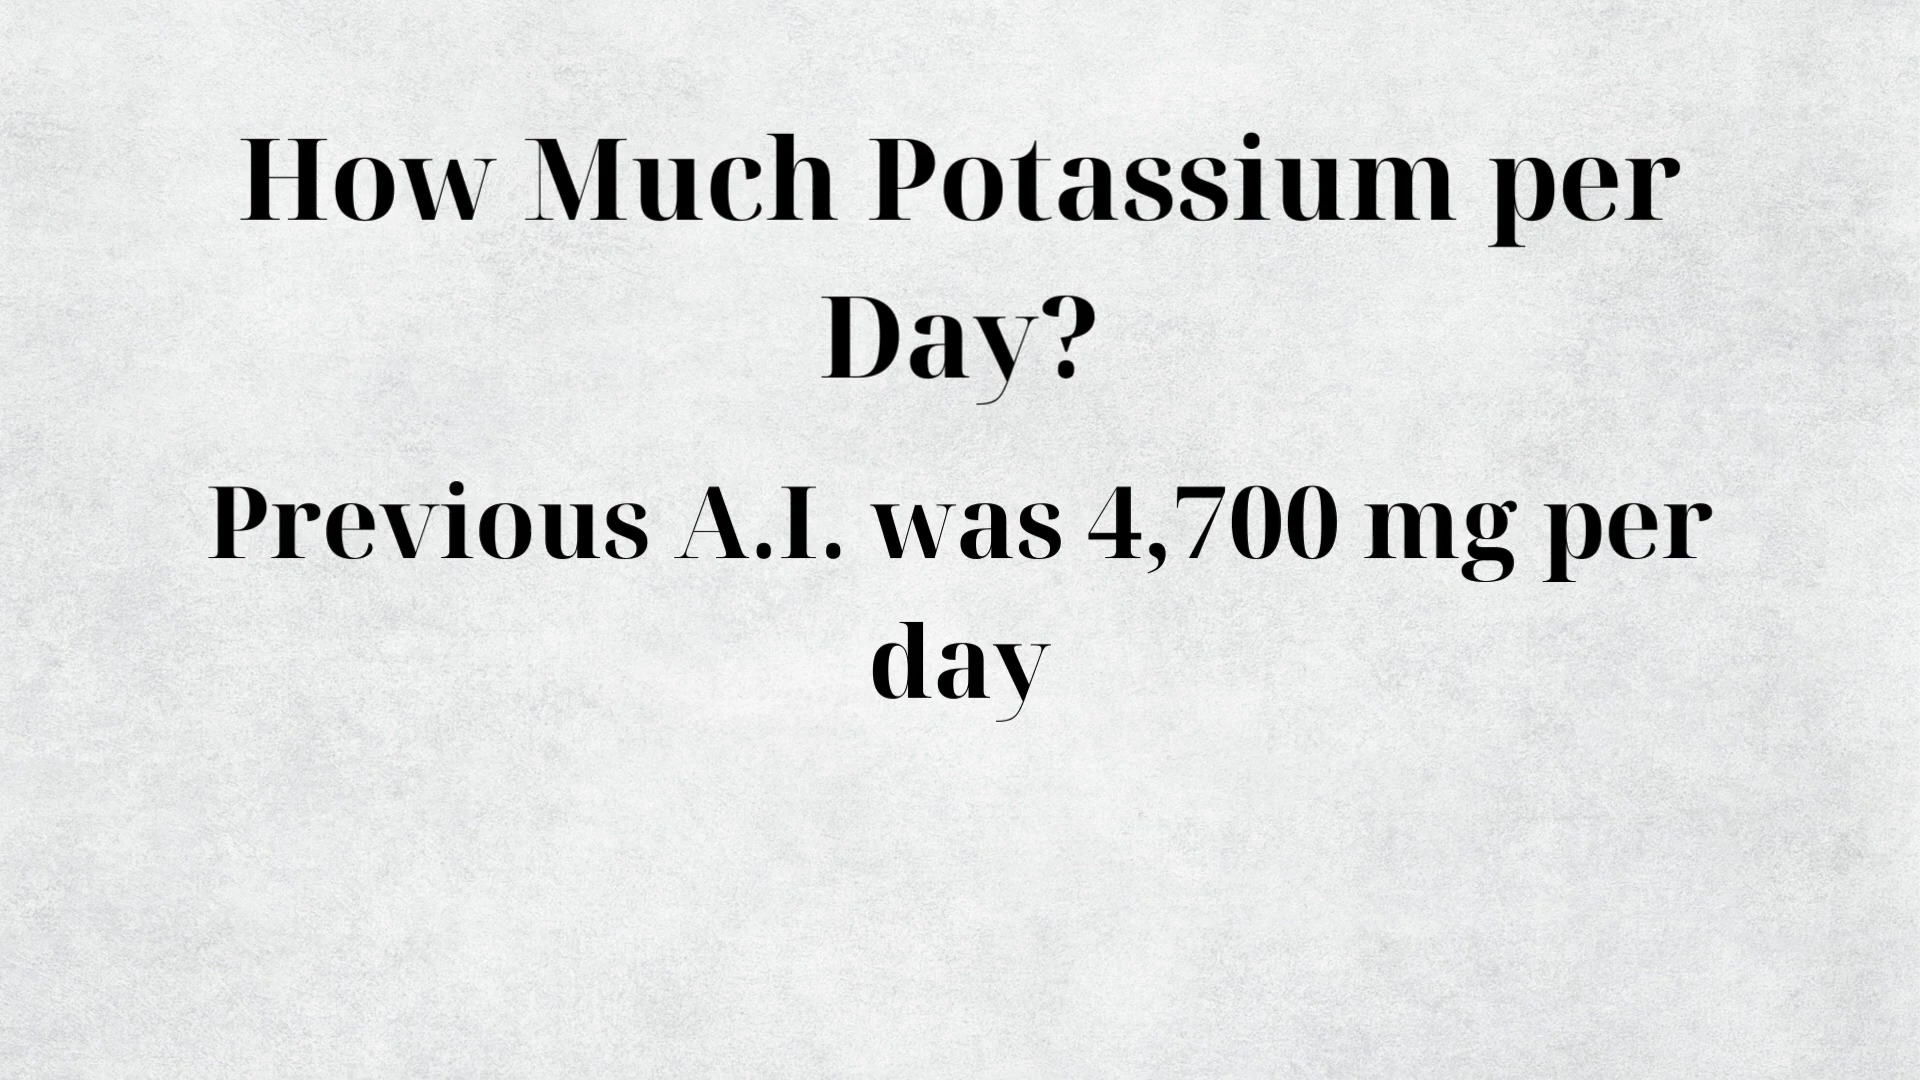 How Much Potassium per
Day?
Previous A.I. was 4,700 mg per
day